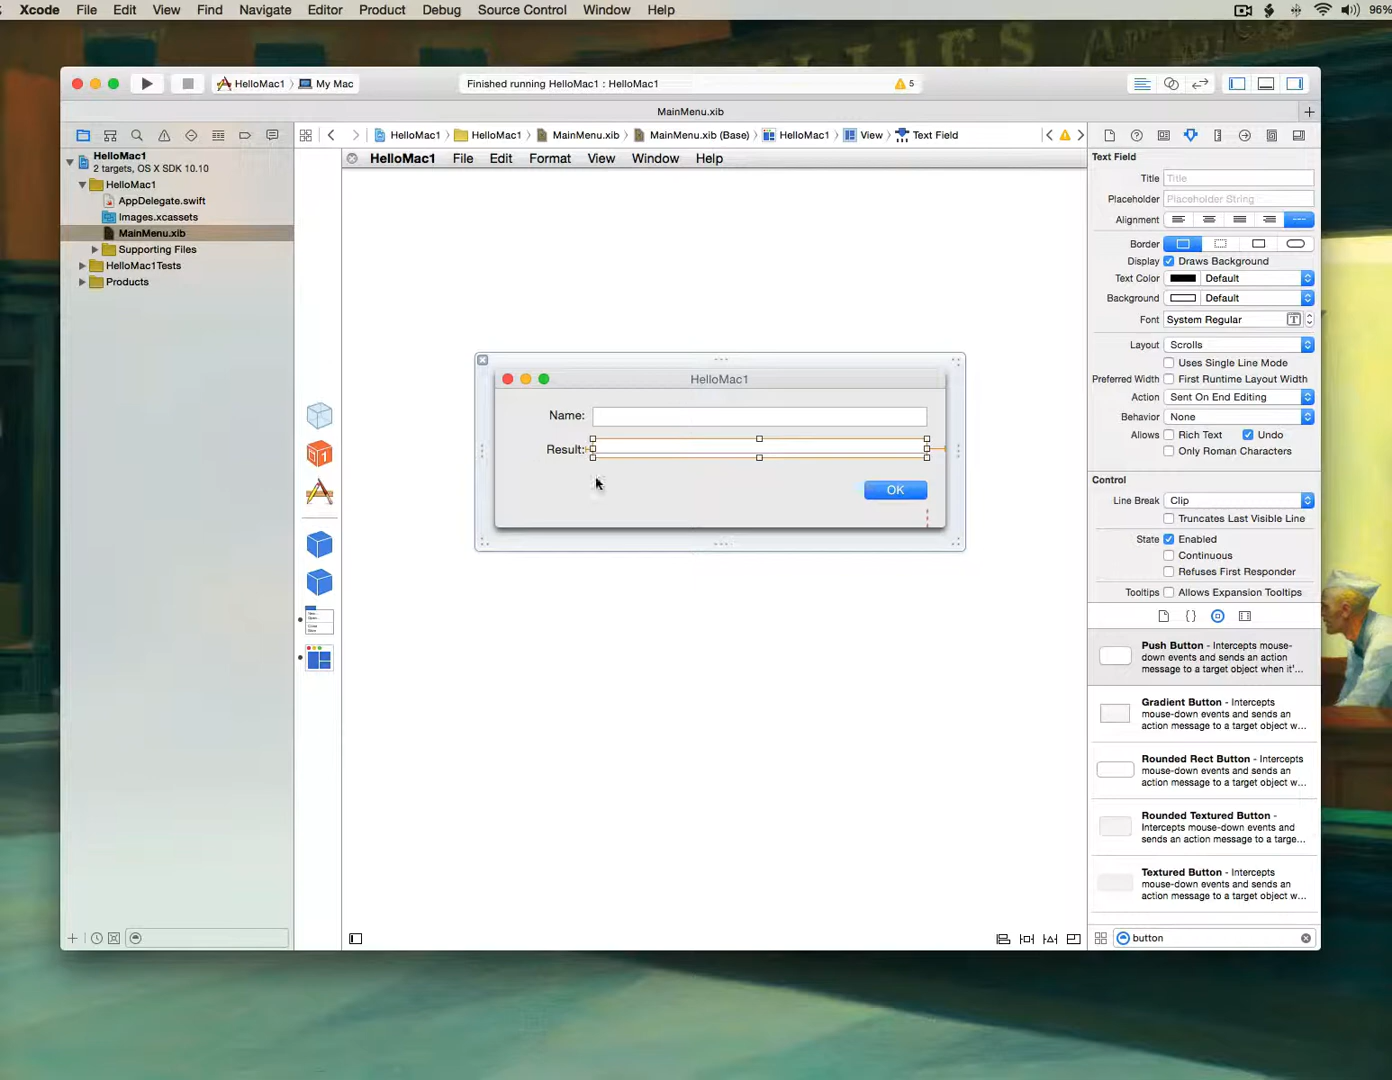 Xcode File Edit View Find Navigate Editor Product Debug Source Control Window Help 96%
HelloMac1 My Mac
Finished running HelloMac1 : HelloMac1
5
MainMenu.xib
HelloMac1 HelloMac1 MainMenu.xib MainMenu.xib (Base) HelloMac1 View Text Field
HelloMac1
2 targets, OS X SDK 10.10
HelloMac1
AppDelegate.swift
Images.xcassets
MainMenu.xib
Supporting Files
HelloMac1Tests
Products
HelloMac1 File Edit Format View Window Help
HelloMac1
Name:
Result:
OK
Text Field
Title Title
Placeholder Placeholder String
Alignment
Border
Display Draws Background
Text Color Default
Background Default
Font System Regular T
Layout Scrolls
Uses Single Line Mode
Preferred Width First Runtime Layout Width
Action Sent On End Editing
Behavior None
Allows Rich Text Undo
Only Roman Characters
Control
Line Break Clip
Truncates Last Visible Line
State Enabled
Continuous
Refuses First Responder
Tooltips Allows Expansion Tooltips
Push Button - Intercepts mouse-
down events and sends an action
message to a target object when it'...
Gradient Button - Intercepts
mouse-down events and sends an
action message to a target object w...
Rounded Rect Button - Intercepts
mouse-down events and sends an
action message to a target object w...
Rounded Textured Button -
Intercepts mouse-down events and
sends an action message to a targe...
Textured Button - Intercepts
mouse-down events and sends an
action message to a target object w...
button